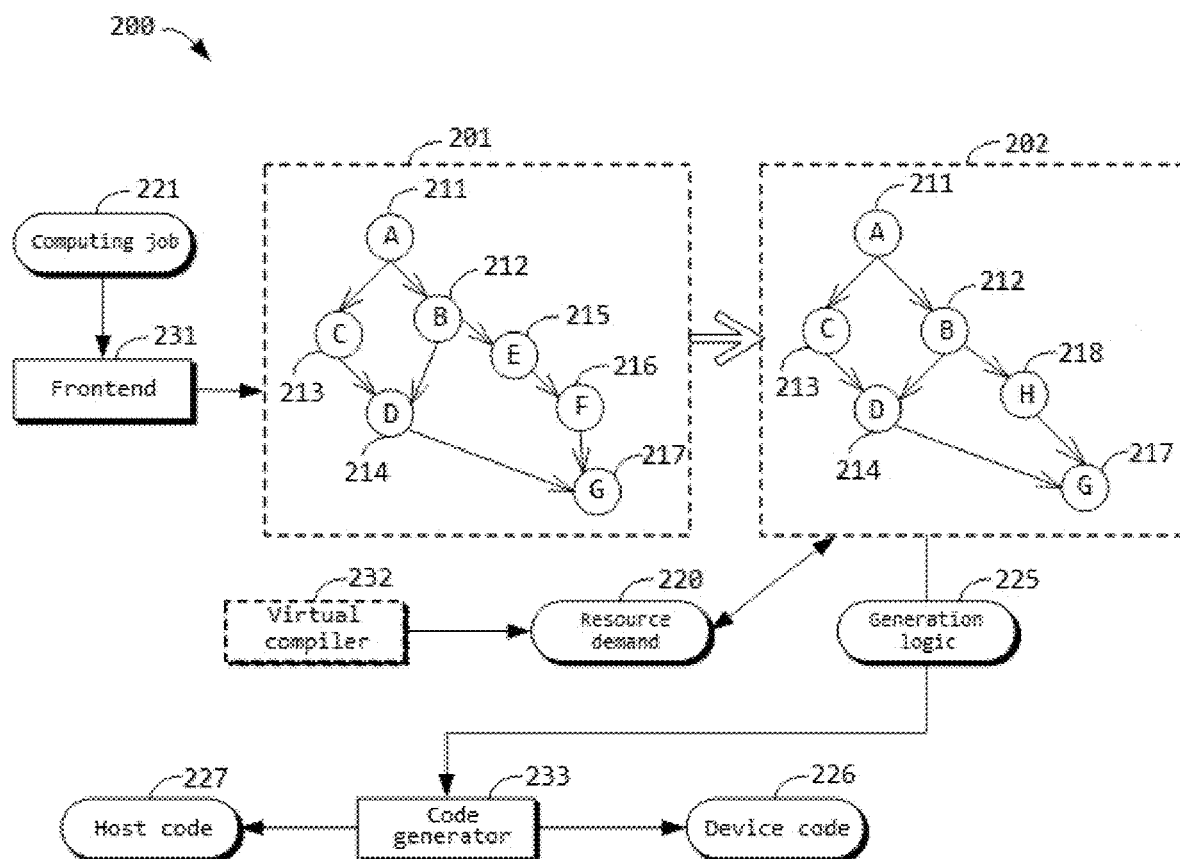 200
201
202
221
211
211
Computing job
A
A
212
212
231
C
B
215
C
B
218
Frontend
E
216
213
213
H
D
F
D
214
217
214
217
G
G
232
220
225
Virtual
compiler
Resource
demand
Generation
logic
227
233
226
Host code
Code
generator
Device code